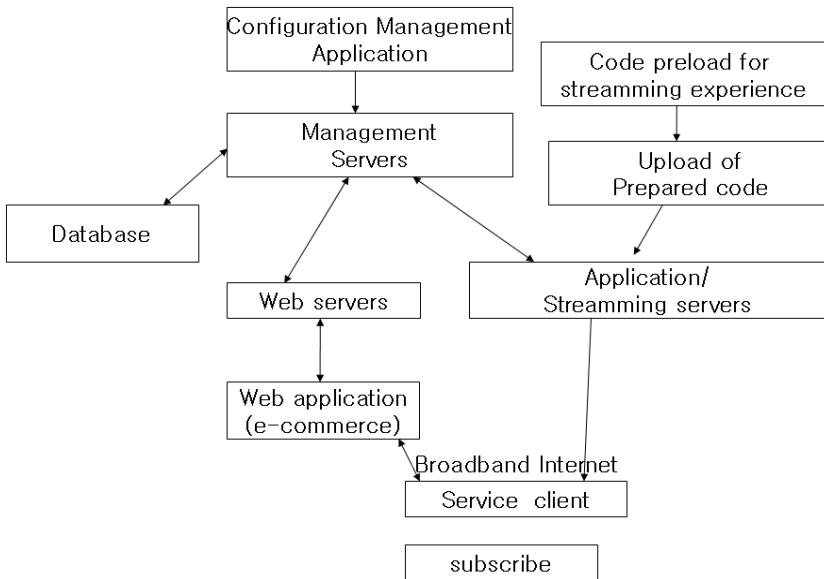 Configuration Management
Application
Code preload for
streamming experience
Management
Servers
Upload of
Prepared code
Database
Application/
Streamming servers
Web servers
Web application
(e-commerce)
Broadband Internet
Service client
subscribe